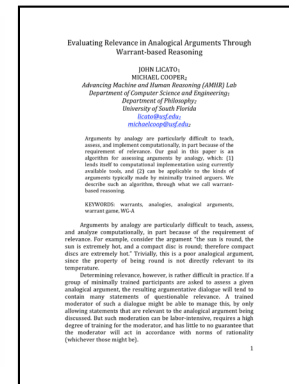 Evaluating Relevance in Analogical Arguments Through
Warrant-based Reasoning
JOHN LICATO₁
MICHAEL COOPER₂
Advancing Machine and Human Reasoning (AMHR) Lab
Department of Computer Science and Engineering₁
Department of Philosophy₂
University of South Florida
licato@usf.edu₁
michaelcoop@usf.edu₂
Arguments by analogy are particularly difficult to teach,
assess, and implement computationally, in part because of the
requirement of relevance. Our goal in this paper is an
algorithm for assessing arguments by analogy, which: (1)
lends itself to computational implementation using currently
available tools, and (2) can be applicable to the kinds of
arguments typically made by minimally trained arguers. We
describe such an algorithm, through what we call warrant-
based reasoning.
KEYWORDS: warrants, analogies, analogical arguments,
warrant game, WG-A
Arguments by analogy are particularly difficult to teach, assess,
and analyze computationally, in part because of the requirement of
relevance. For example, consider the argument "the sun is round, the
sun is extremely hot, and a compact disc is round; therefore compact
discs are extremely hot." Trivially, this is a poor analogical argument,
since the property of being round is not directly relevant to its
temperature.
Determining relevance, however, is rather difficult in practice. If a
group of minimally trained participants are asked to assess a given
analogical argument, the resulting argumentative dialogue will tend to
contain many statements of questionable relevance. A trained
moderator of such a dialogue might be able to manage this, by only
allowing statements that are relevant to the analogical argument being
discussed. But such moderation can be labor-intensive, requires a high
degree of training for the moderator, and has little to no guarantee that
the moderator will act in accordance with norms of rationality
(whichever those might be).
1